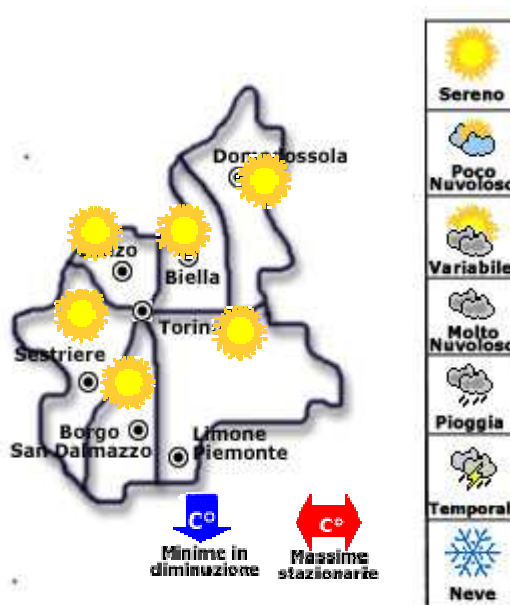 Domodossola
Biella
Torino
Sestriere
Borgo
San Dalmazzo
Limone
Piemonte
C°
Minime in
diminuzione
C°
Massime
stazionarie
Sereno
Poco
Nuvoloso
Variabile
Molto
Nuvoloso
Pioggia
Temporal
Neve